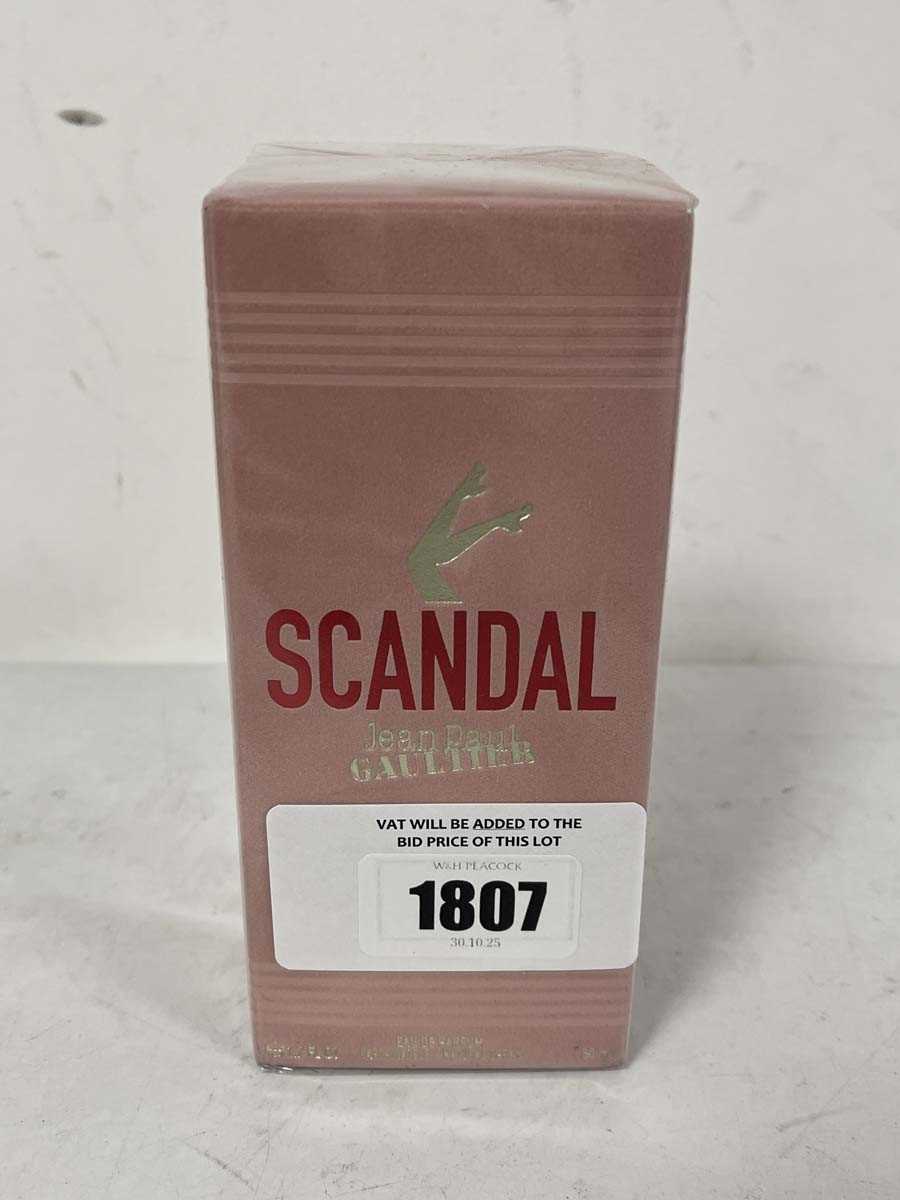 SCANDAL
Jean Paul
GAULTIER
VAT WILL BE ADDED TO THE
BID PRICE OF THIS LOT
W&H PEACOCK
1807
30.10.25
EAU DE PARFUM